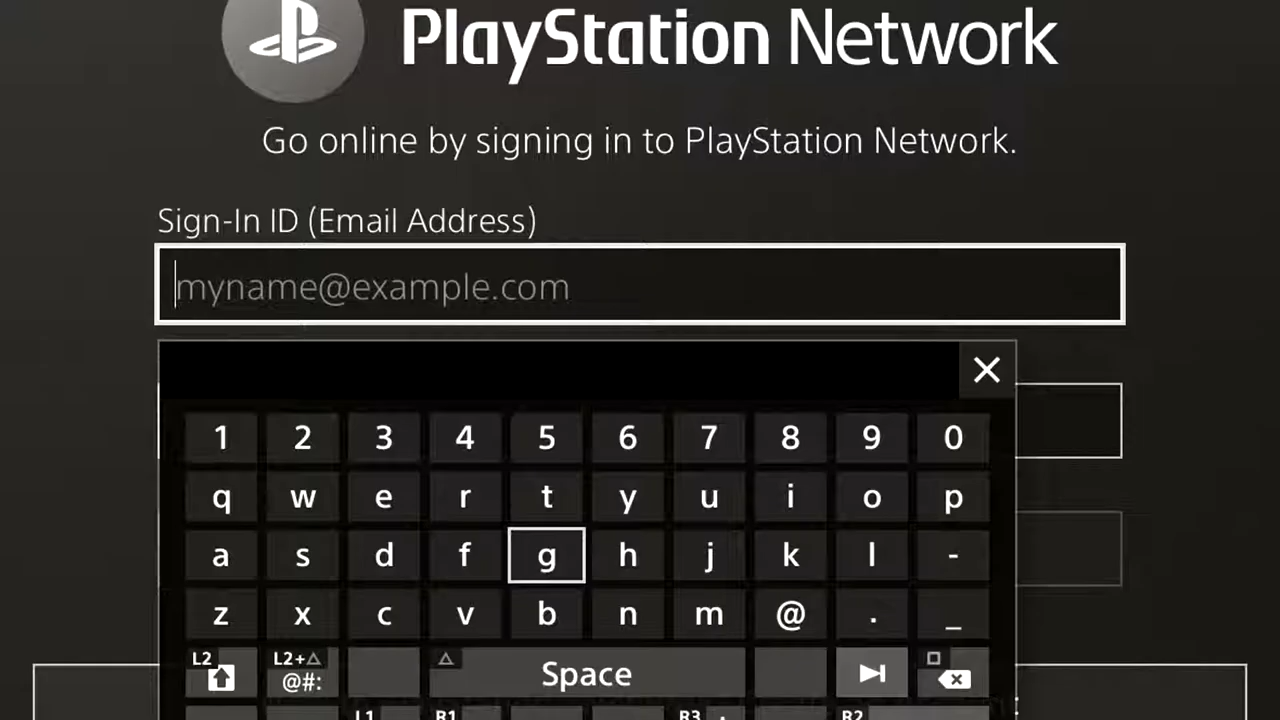 PlayStation Network
Go online by signing in to PlayStation Network.
Sign-In ID (Email Address)
myname@example.com
1 2 3 4 5 6 7 8 9 0
q w e r t y u i o p
a s d f g h j k l -
z x c v b n m @ . _
L2 L2+△ △ Space
@#:
L1 R1 R3 R2